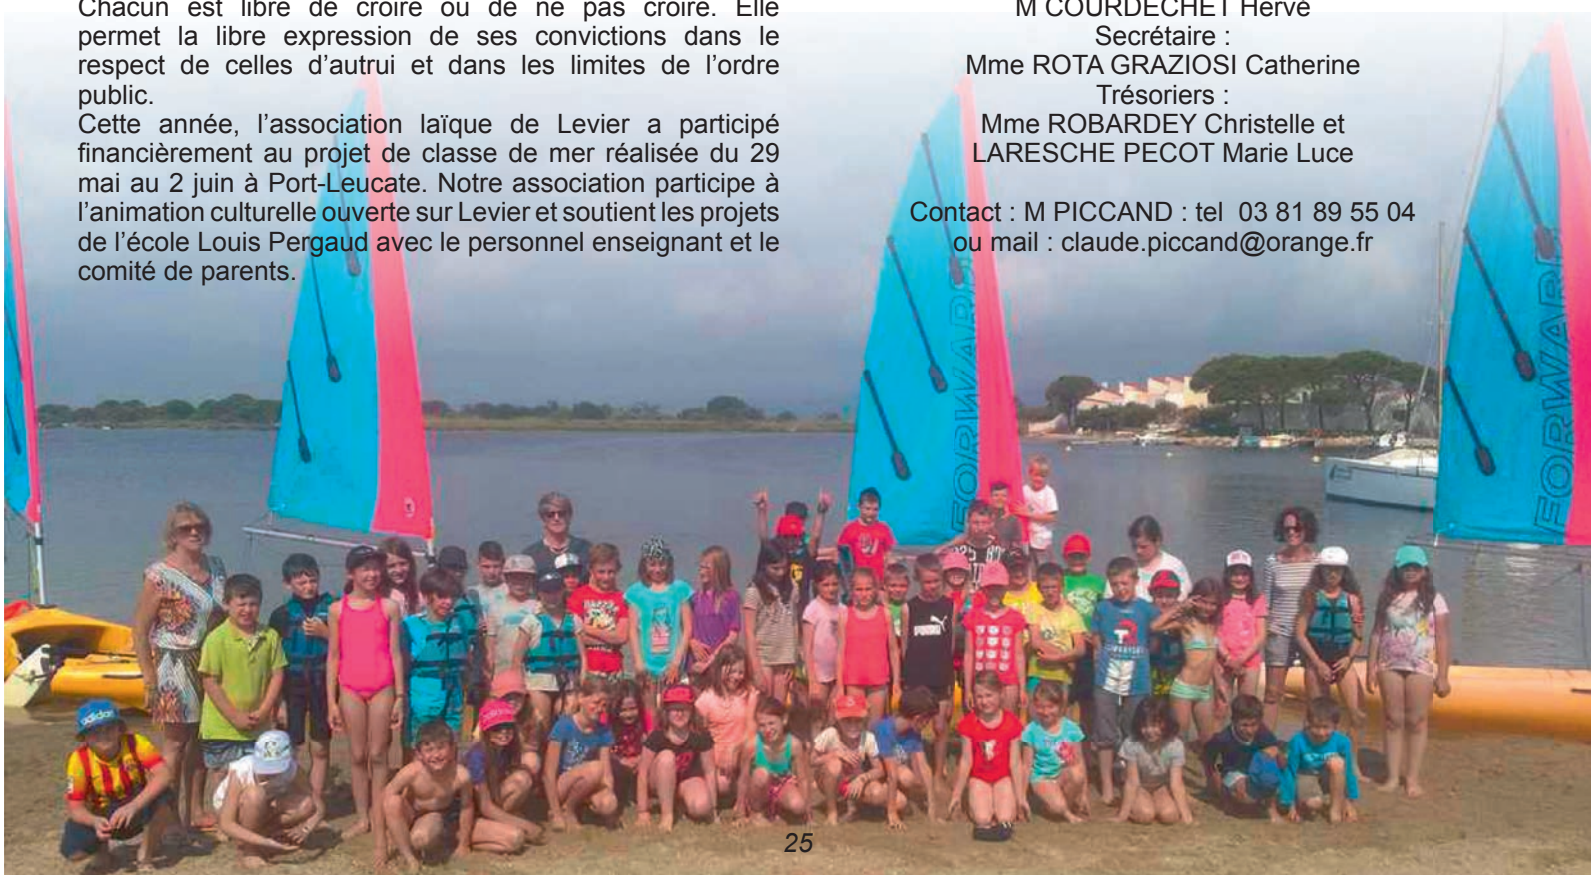 Chacun est libre de croire ou de ne pas croire. Elle
permet la libre expression de ses convictions dans le
respect de celles d'autrui et dans les limites de l'ordre
public.
Cette année, l'association laïque de Levier a participé
financièrement au projet de classe de mer réalisée du 29
mai au 2 juin à Port-Leucate. Notre association participe à
l'animation culturelle ouverte sur Levier et soutient les projets
de l'école Louis Pergaud avec le personnel enseignant et le
comité de parents.
M COURDECHET Hervé
Secrétaire :
Mme ROTA GRAZIOSI Catherine
Trésoriers :
Mme ROBARDEY Christelle et
LARESCHE PECOT Marie Luce
Contact : M PICCAND : tel 03 81 89 55 04
ou mail : claude.piccand@orange.fr
FORWARD
FORWARD
PUMA
adidas
25